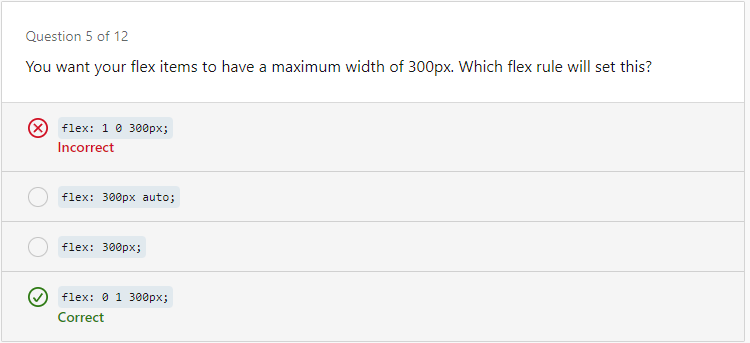 Question 5 of 12
You want your flex items to have a maximum width of 300px. Which flex rule will set this?
flex: 1 0 300px;
Incorrect
flex: 300px auto;
flex: 300px;
flex: 0 1 300px;
Correct